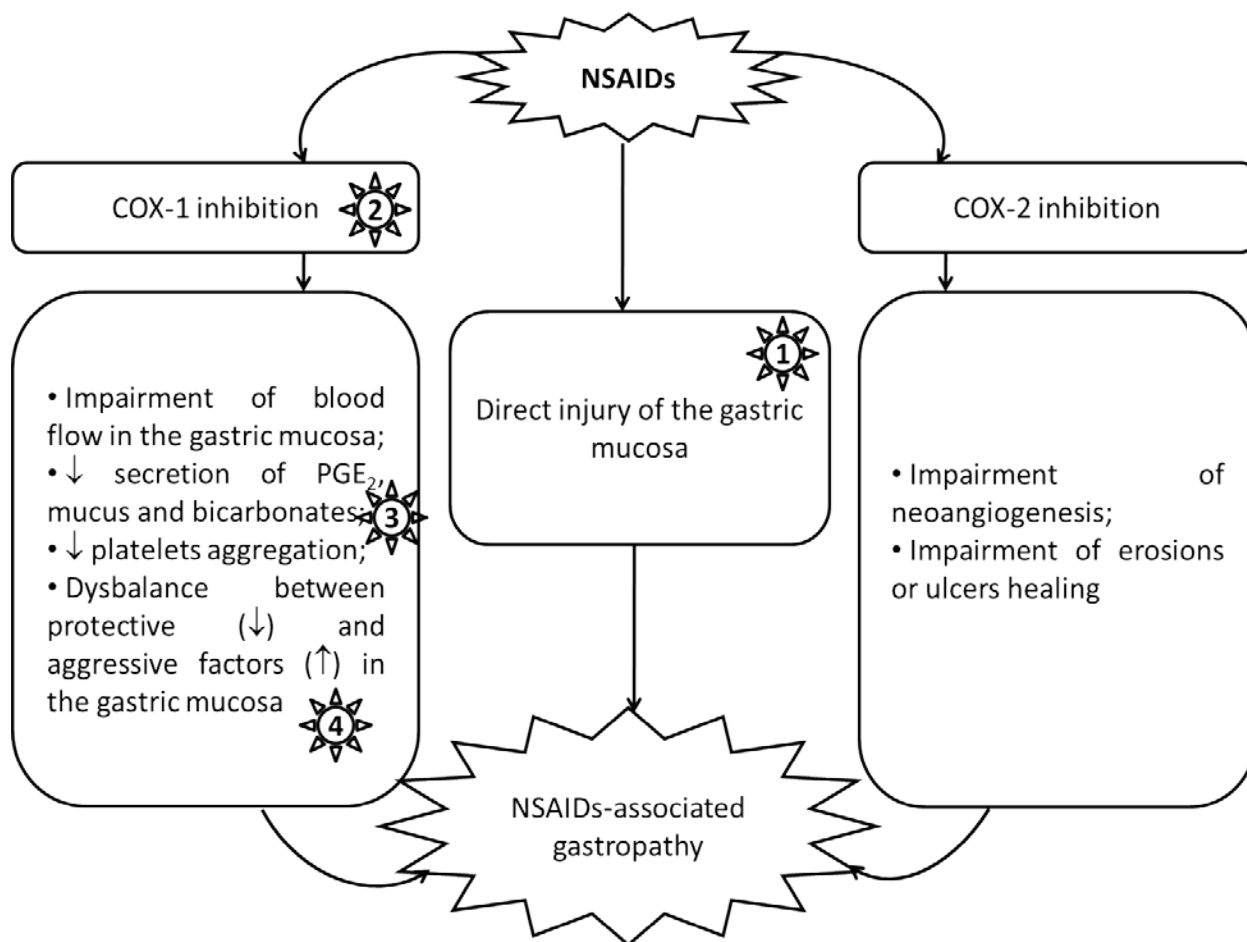 NSAIDs
COX-1 inhibition
2
COX-2 inhibition
• Impairment of blood
flow in the gastric mucosa;
• ↓ secretion of PGE₂,
mucus and bicarbonates;
3
• ↓ platelets aggregation;
• Dysbalance between
protective (↓) and
aggressive factors (↑) in
the gastric mucosa
4
1
Direct injury of the gastric
mucosa
• Impairment of
neoangiogenesis;
• Impairment of erosions
or ulcers healing
NSAIDs-associated
gastropathy